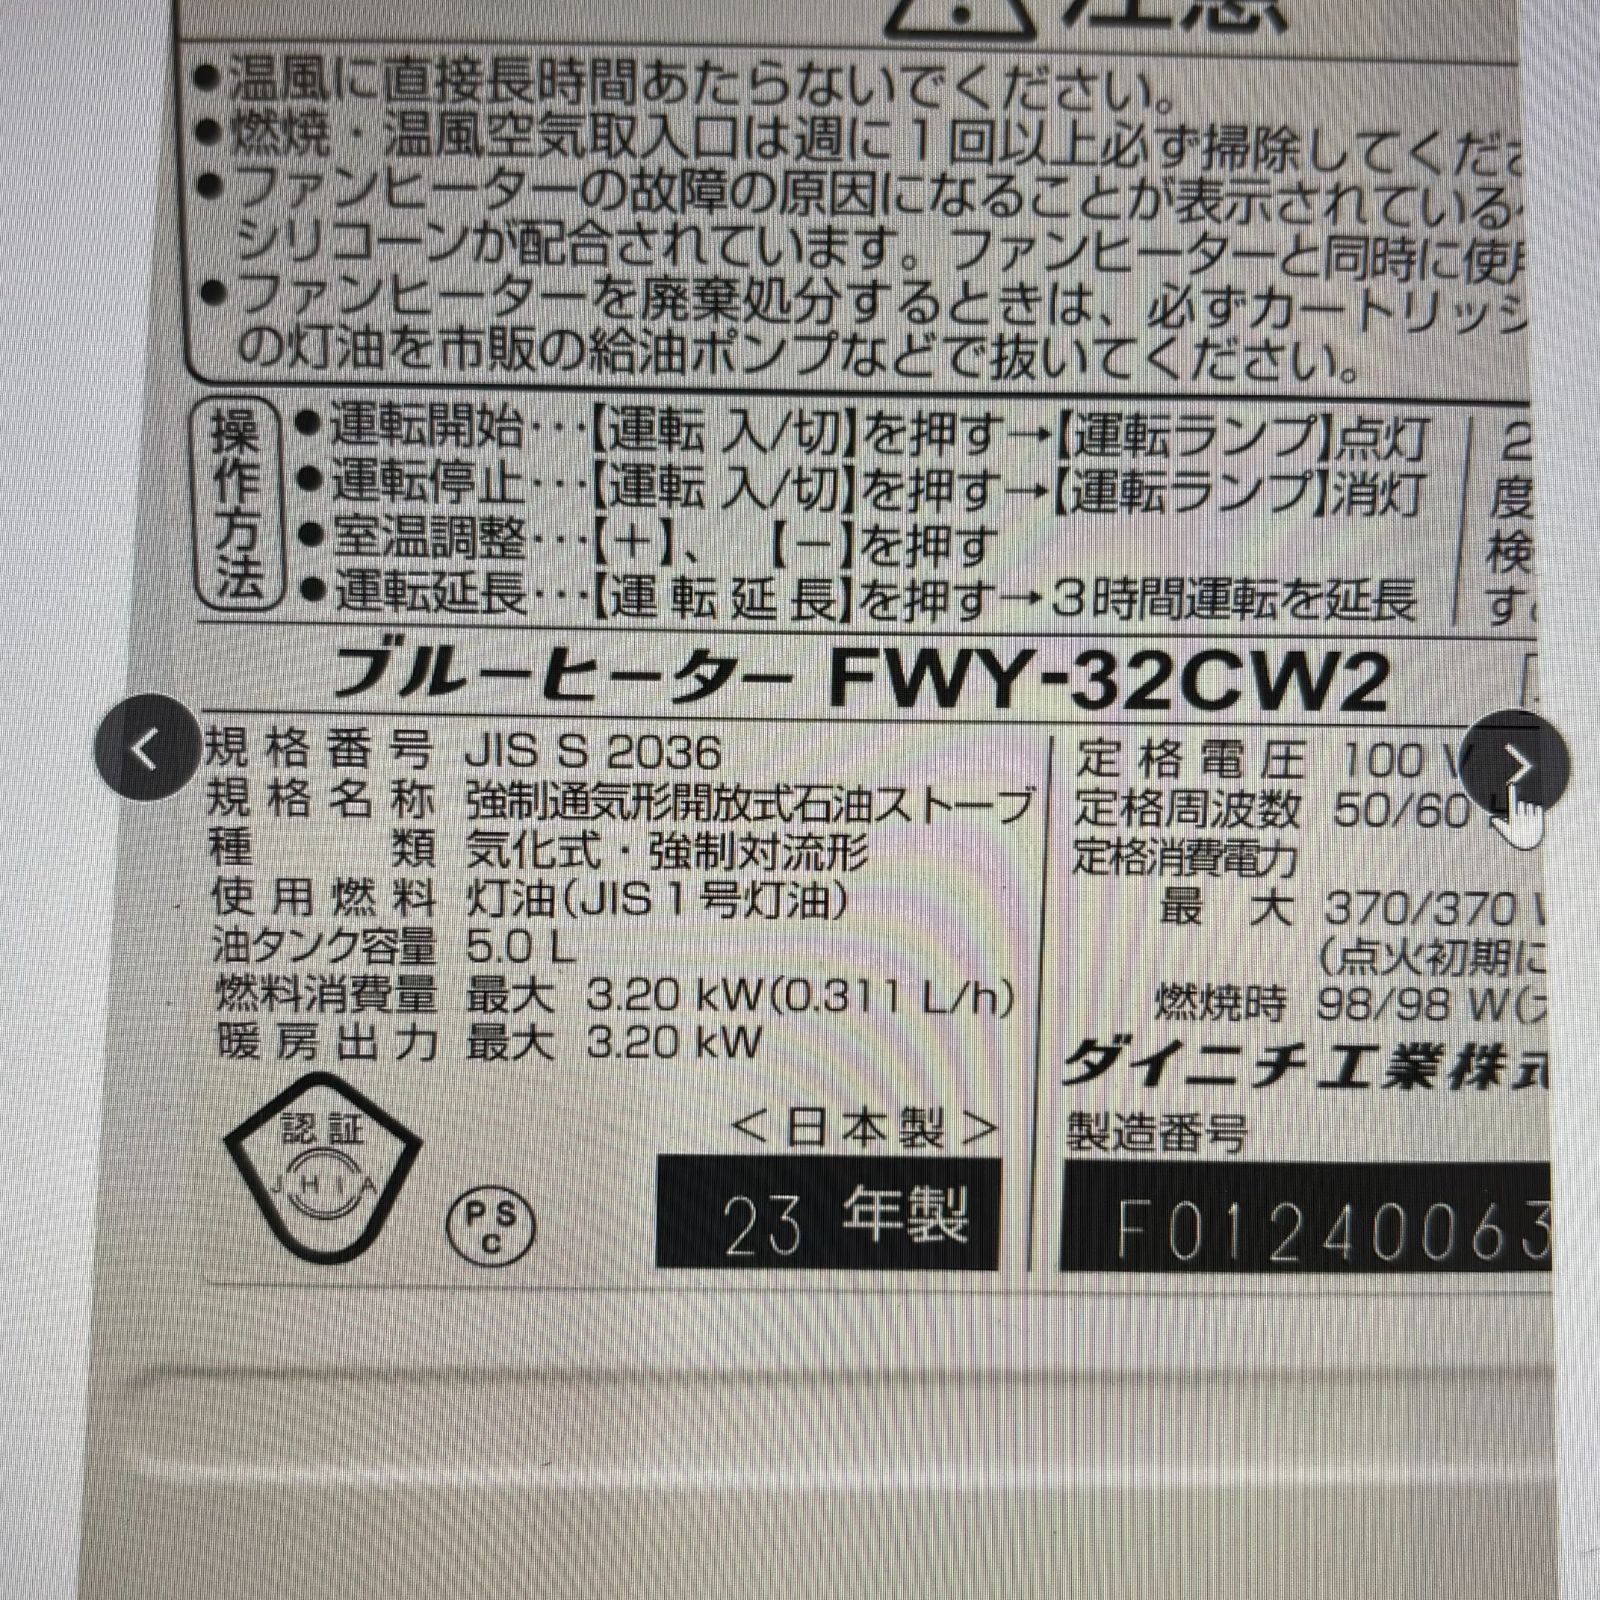 注意
●温風に直接長時間あたらないでください。
●燃焼・温風空気取入口は週に1回以上必ず掃除してくださ
●ファンヒーターの故障の原因になることが表示されている
シリコーンが配合されています。ファンヒーターと同時に使用
●ファンヒーターを廃棄処分するときは、必ずカートリッジ
の灯油を市販の給油ポンプなどで抜いてください。
操作方法
●運転開始‥‥【運転 入/切】を押す→【運転ランプ】点灯
●運転停止‥‥【運転 入/切】を押す→【運転ランプ】消灯
●室温調整‥‥【+】、【−】を押す
●運転延長‥‥【運転延長】を押す→3時間運転を延長
2
度
検
す。
ブルーヒーター FWY-32CW2
規格番号 JIS S 2036
規格名称 強制通気形開放式石油ストーブ
種類 気化式・強制対流形
使用燃料 灯油(JIS1号灯油)
油タンク容量 5.0 L
燃料消費量 最大 3.20 kW(0.311 L/h)
暖房出力 最大 3.20 kW
定格電圧 100 V
定格周波数 50/60
定格消費電力
最大 370/370 W
(点火初期に
燃焼時 98/98 W(
ダイニチ工業株式
認証
JHIA
PSC
<日本製>
23 年製
製造番号
F01240063